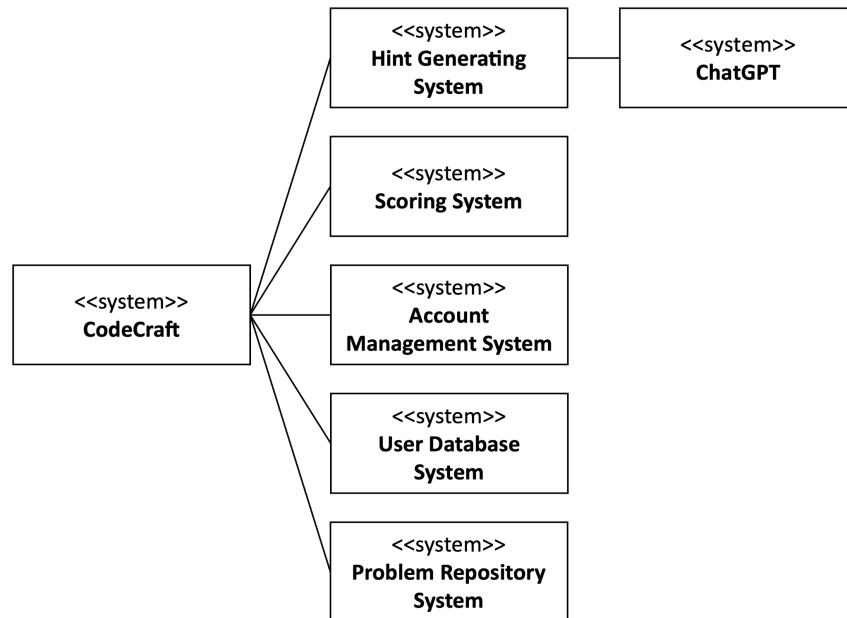 <<system>>
Hint Generating
System
<<system>>
ChatGPT
<<system>>
Scoring System
<<system>>
CodeCraft
<<system>>
Account
Management System
<<system>>
User Database
System
<<system>>
Problem Repository
System